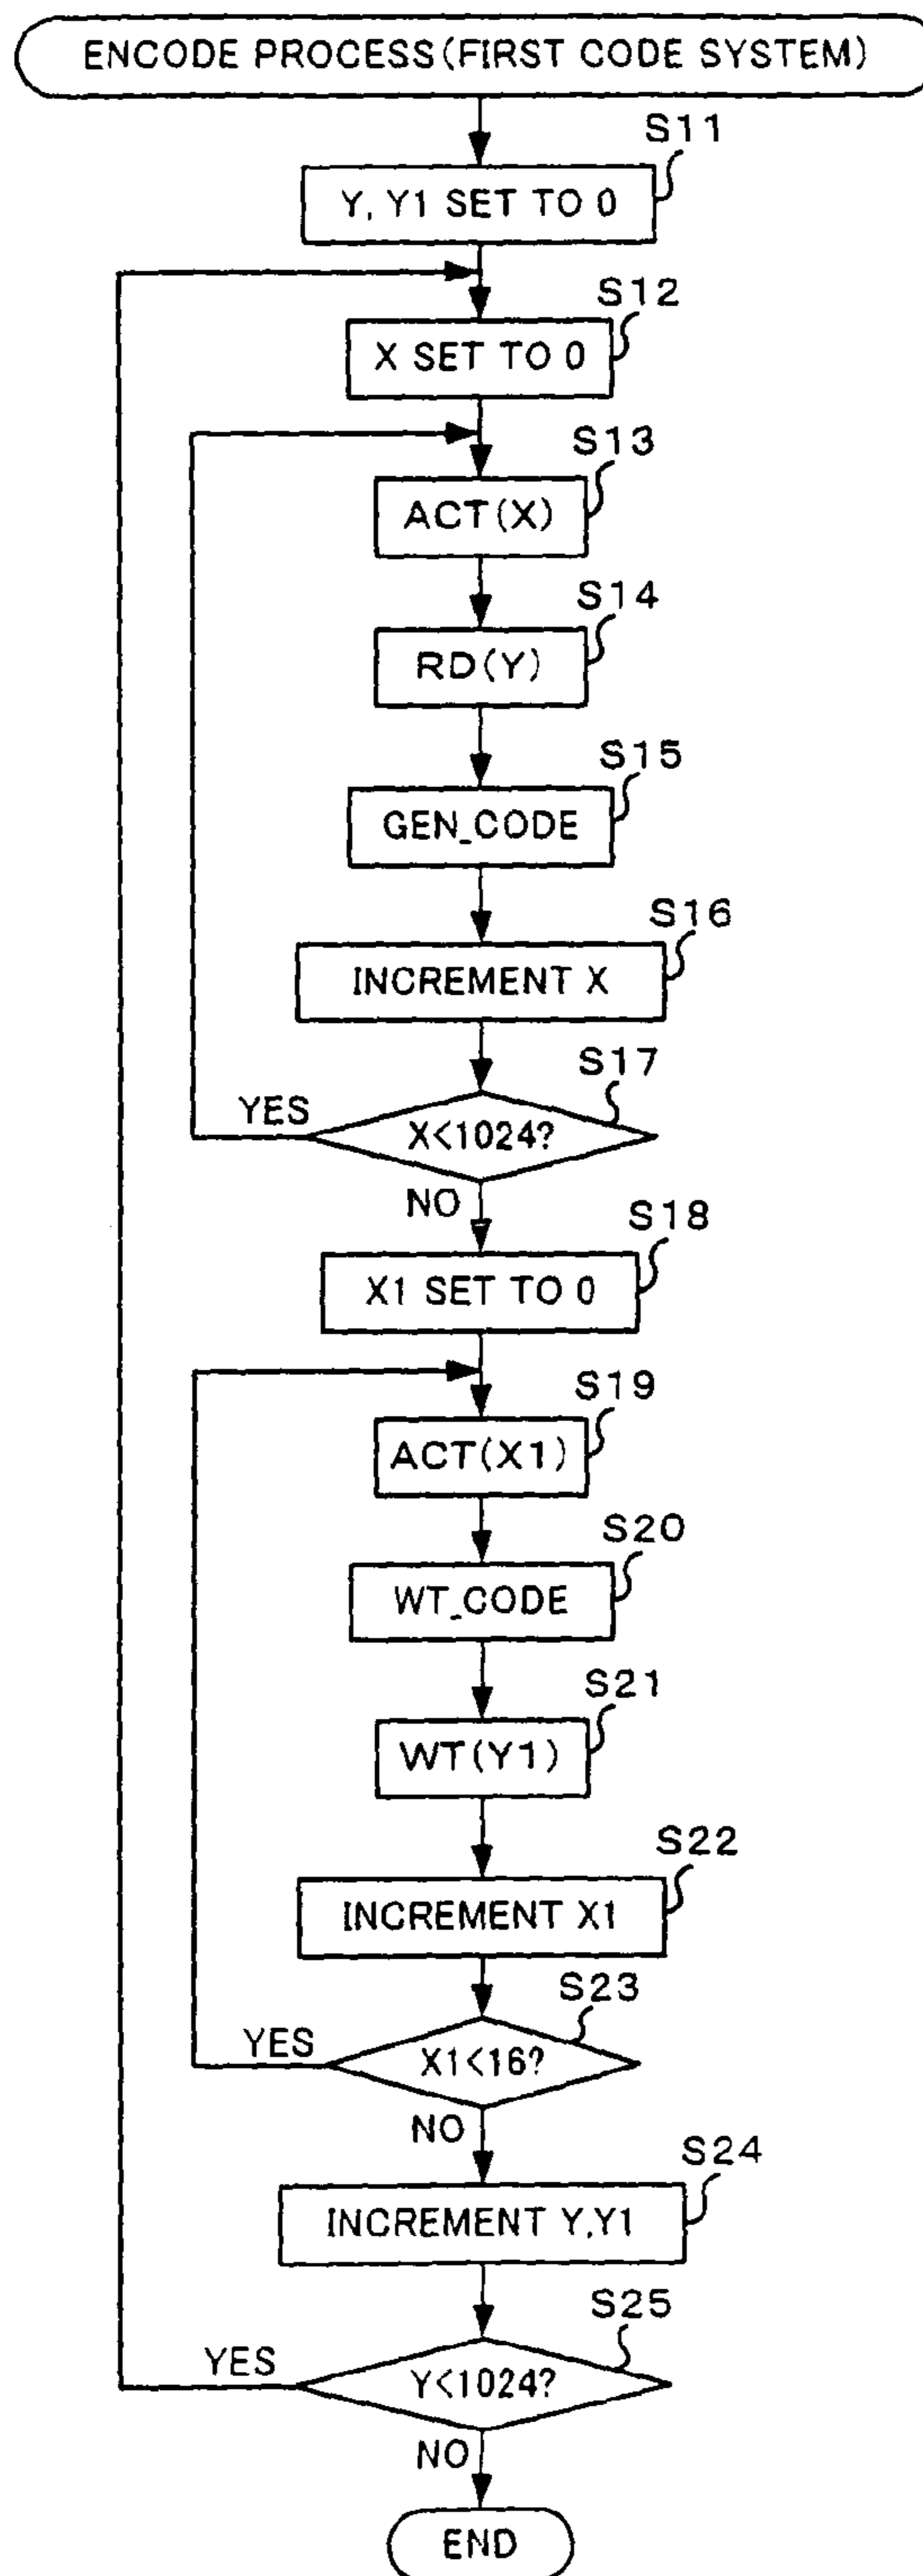 ENCODE PROCESS(FIRST CODE SYSTEM)
S11
Y, Y1 SET TO 0
S12
X SET TO 0
S13
ACT(X)
S14
RD(Y)
S15
GEN_CODE
S16
INCREMENT X
S17
YES
X<1024?
NO
S18
X1 SET TO 0
S19
ACT(X1)
S20
WT_CODE
S21
WT(Y1)
S22
INCREMENT X1
S23
YES
X1<16?
NO
S24
INCREMENT Y,Y1
S25
YES
Y<1024?
NO
END